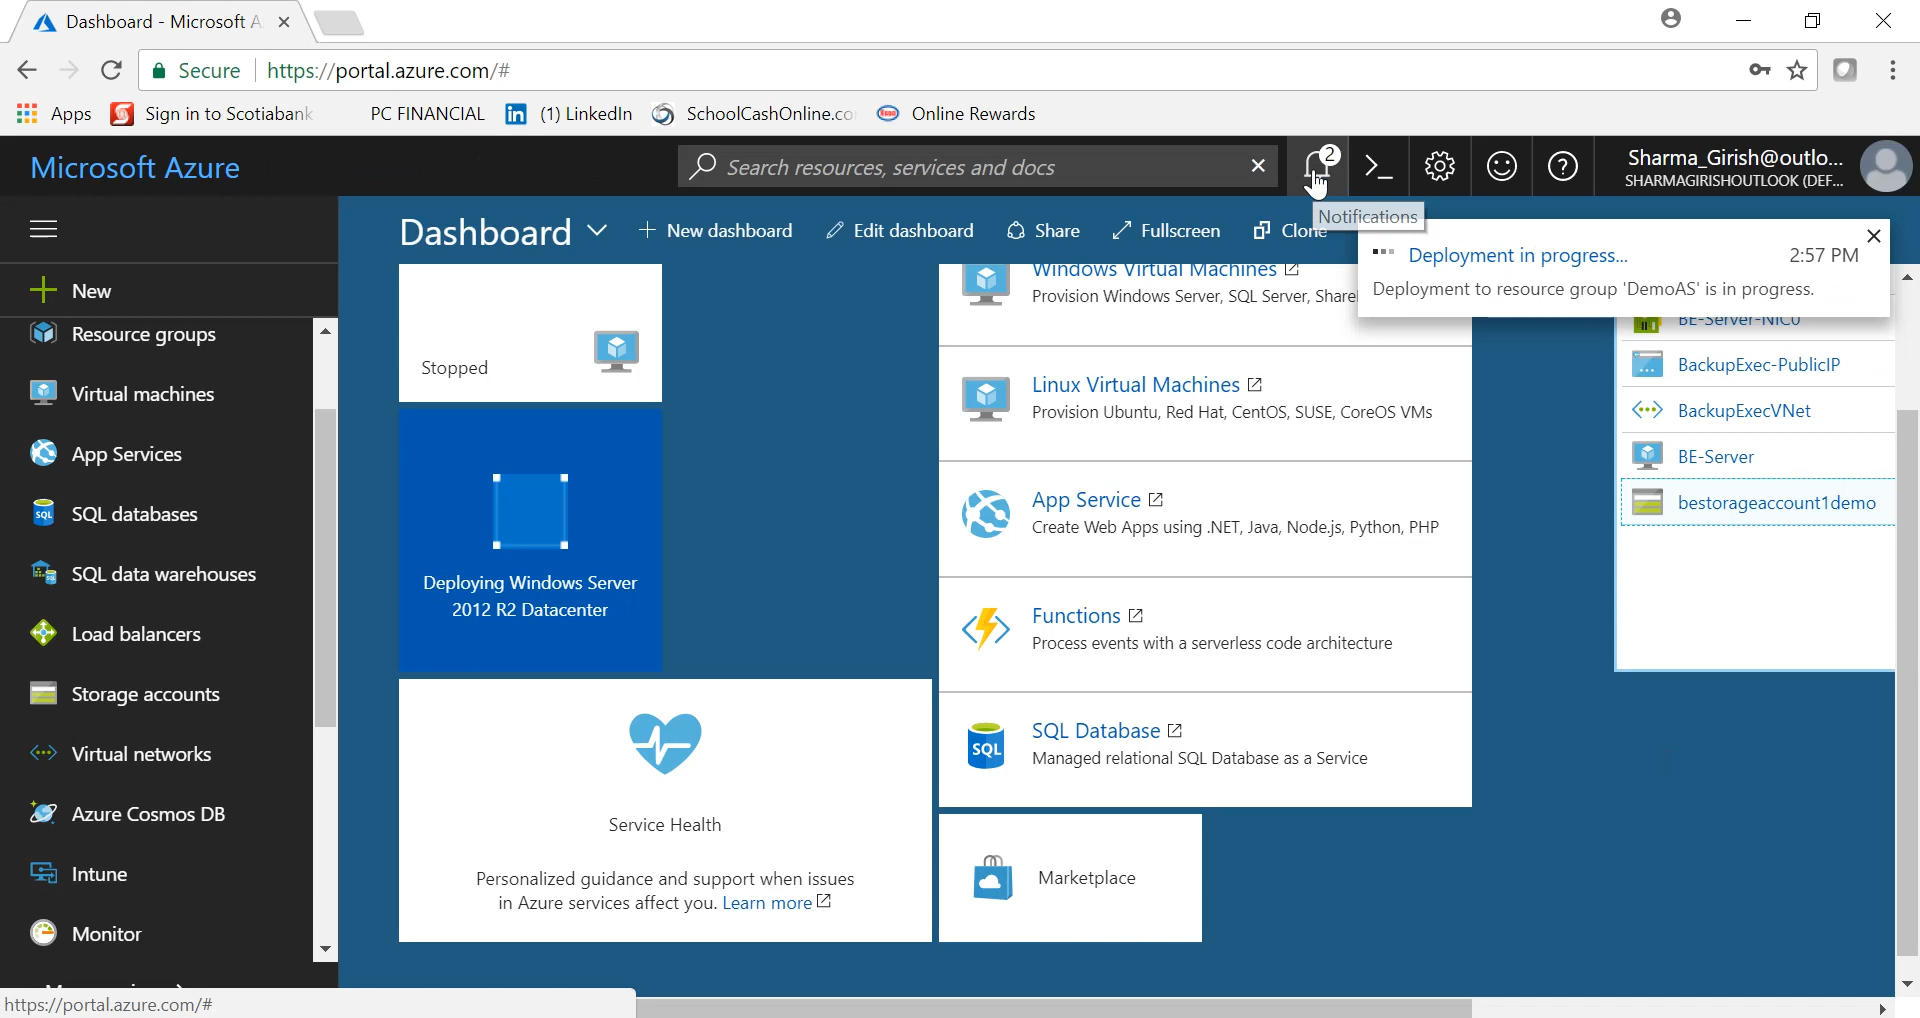 Dashboard - Microsoft A
Secure
https://portal.azure.com/#
Apps
Sign in to Scotiabank
PC FINANCIAL
(1) LinkedIn
SchoolCashOnline.co
Esso
Online Rewards
Microsoft Azure
Search resources, services and docs
2
Sharma_Girish@outlo...
SHARMAGIRISHOUTLOOK (DEF...
Notifications
Dashboard
New dashboard
Edit dashboard
Share
Fullscreen
Clone
Deployment in progress...
2:57 PM
Deployment to resource group 'DemoAS' is in progress.
New
Resource groups
Virtual machines
App Services
SQL
SQL databases
SQL data warehouses
Load balancers
Storage accounts
Virtual networks
Azure Cosmos DB
Intune
Monitor
Stopped
Deploying Windows Server
2012 R2 Datacenter
Service Health
Personalized guidance and support when issues
in Azure services affect you. Learn more
Windows Virtual Machines
Provision Windows Server, SQL Server, Share
Linux Virtual Machines
Provision Ubuntu, Red Hat, CentOS, SUSE, CoreOS VMs
App Service
Create Web Apps using .NET, Java, Node.js, Python, PHP
Functions
Process events with a serverless code architecture
SQL
SQL Database
Managed relational SQL Database as a Service
Marketplace
BE-Server-NIC0
BackupExec-PublicIP
BackupExecVNet
BE-Server
bestorageaccount1demo
https://portal.azure.com/#